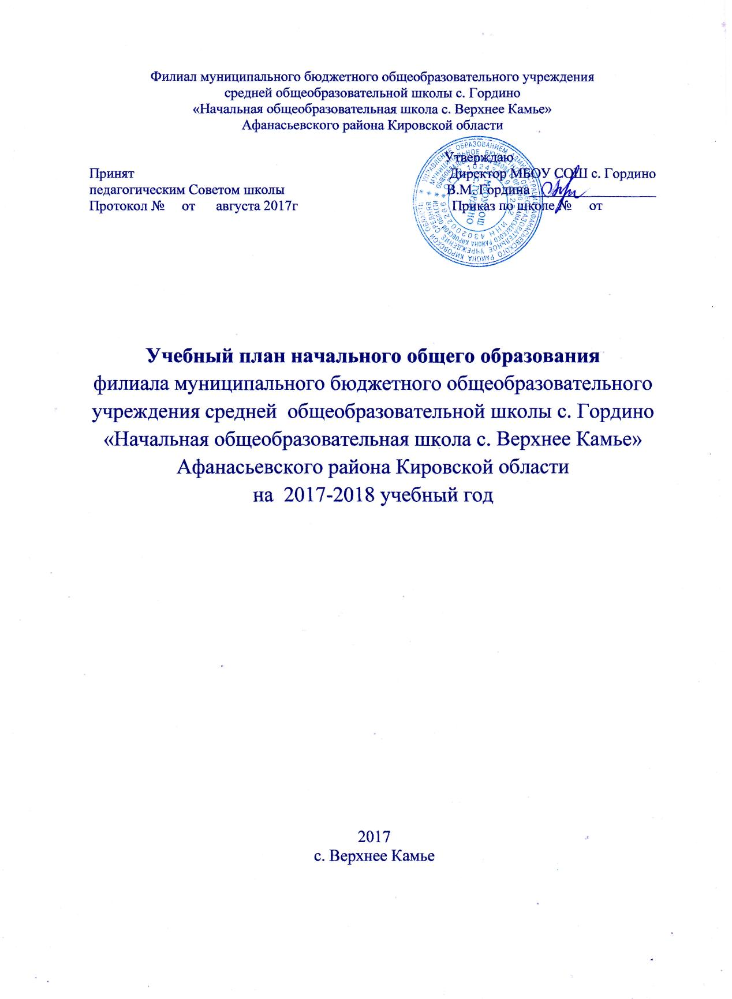 Филиал муниципального бюджетного общеобразовательного учреждения
средней общеобразовательной школы с. Гордино
«Начальная общеобразовательная школа с. Верхнее Камье»
Афанасьевского района Кировской области
Утверждаю
Принят Директор МБОУ СОШ с. Гордино
педагогическим Советом школы В.М. Гордина
Протокол № от августа 2017г Приказ по школе № от
МБОУ СОШ
с. Гордино
Учебный план начального общего образования
филиала муниципального бюджетного общеобразовательного
учреждения средней общеобразовательной школы с. Гордино
«Начальная общеобразовательная школа с. Верхнее Камье»
Афанасьевского района Кировской области
на 2017-2018 учебный год
2017
с. Верхнее Камье